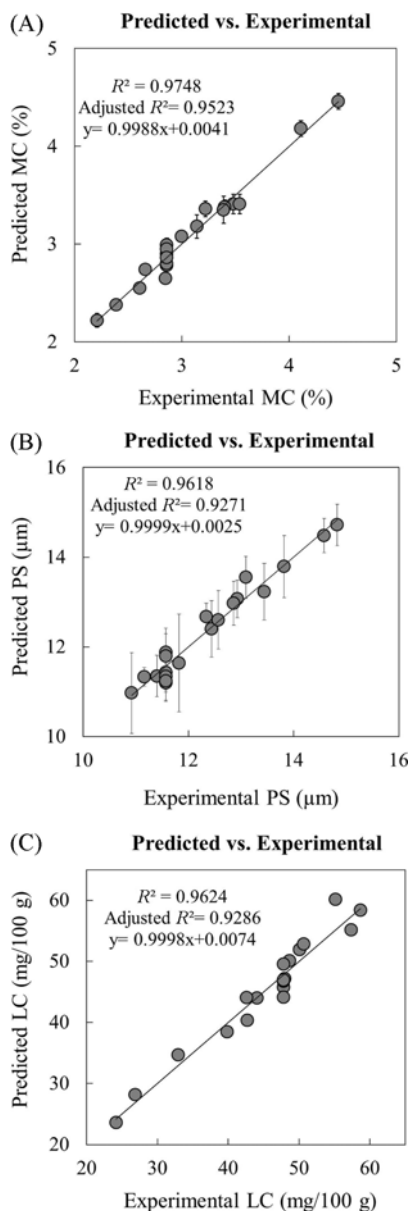 (A) Predicted vs. Experimental
5
R² = 0.9748
Adjusted R²= 0.9523
y= 0.9988x+0.0041
4
Predicted MC (%)
3
2
2 3 4 5
Experimental MC (%)
(B) Predicted vs. Experimental
16
R² = 0.9618
Adjusted R²= 0.9271
y= 0.9999x+0.0025
14
Predicted PS (µm)
12
10
10 12 14 16
Experimental PS (µm)
(C) Predicted vs. Experimental
R² = 0.9624
Adjusted R²= 0.9286
y= 0.9998x+0.0074
60
50
Predicted LC (mg/100 g)
40
30
20
20 30 40 50 60
Experimental LC (mg/100 g)